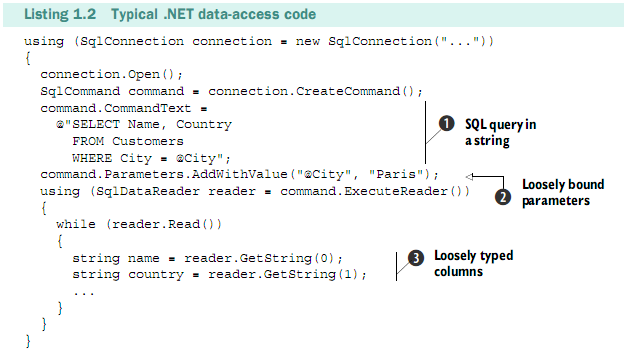 Listing 1.2 Typical .NET data-access code
using (SqlConnection connection = new SqlConnection("..."))
{
connection.Open();
SqlCommand command = connection.CreateCommand();
command.CommandText =
@"SELECT Name, Country
FROM Customers
WHERE City = @City";
1 SQL query in
a string
command.Parameters.AddWithValue("@City", "Paris");
using (SqlDataReader reader = command.ExecuteReader())
2 Loosely bound
parameters
{
while (reader.Read())
{
string name = reader.GetString(0);
string country = reader.GetString(1);
3 Loosely typed
columns
...
}
}
}